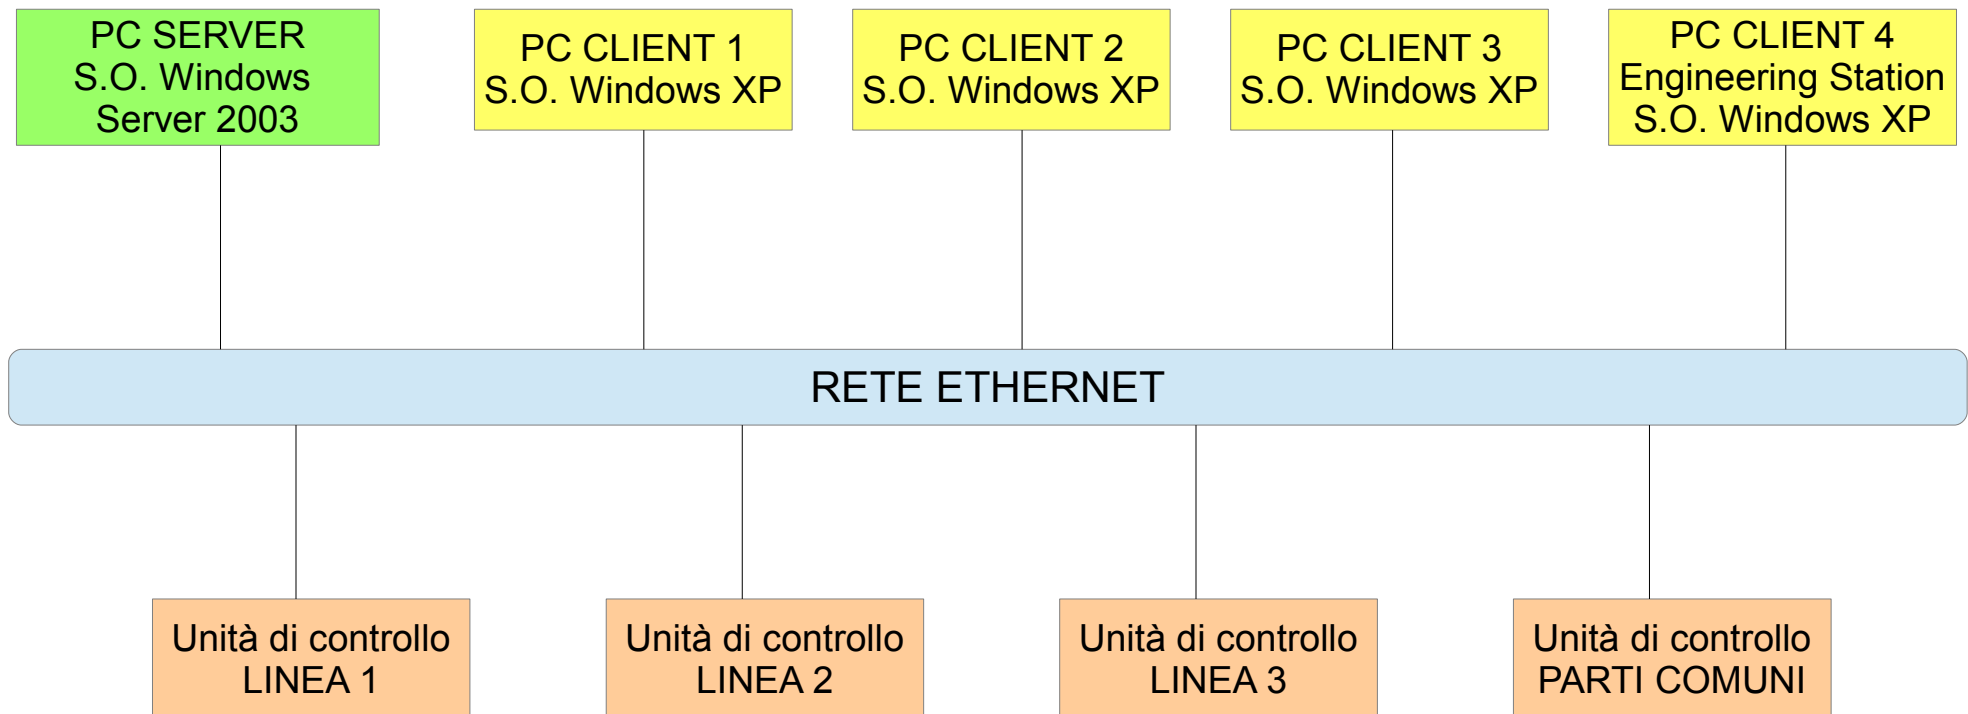 PC SERVER
S.O. Windows
Server 2003
PC CLIENT 1
S.O. Windows XP
PC CLIENT 2
S.O. Windows XP
PC CLIENT 3
S.O. Windows XP
PC CLIENT 4
Engineering Station
S.O. Windows XP
RETE ETHERNET
Unità di controllo
LINEA 1
Unità di controllo
LINEA 2
Unità di controllo
LINEA 3
Unità di controllo
PARTI COMUNI